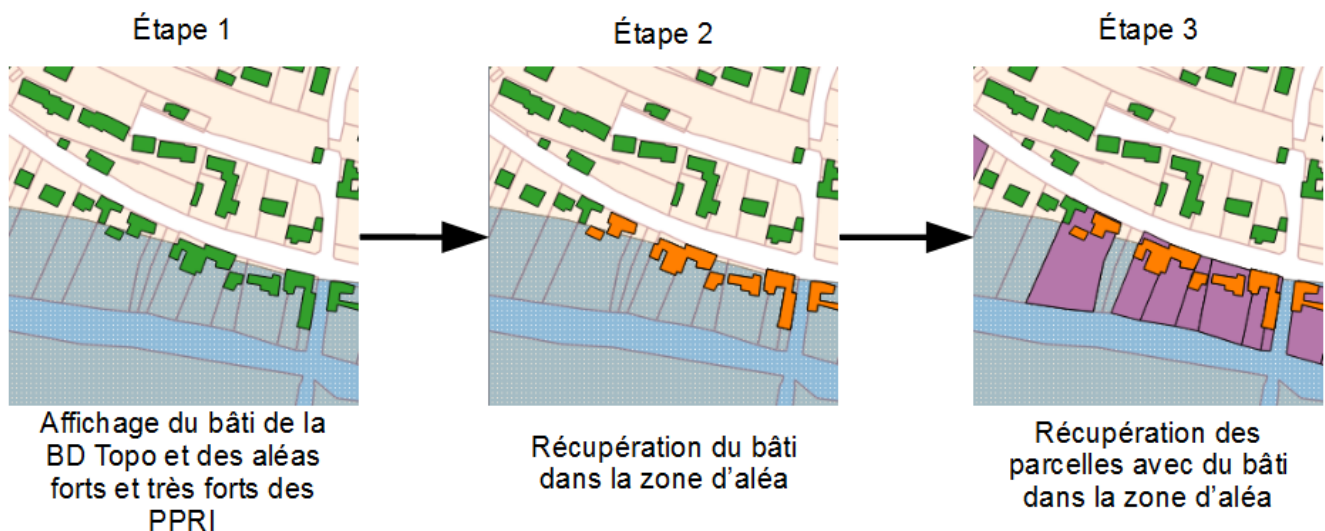 Étape 1
Étape 2
Étape 3
Affichage du bâti de la
BD Topo et des aléas
forts et très forts des
PPRI
Récupération du bâti
dans la zone d'aléa
Récupération des
parcelles avec du bâti
dans la zone d'aléa